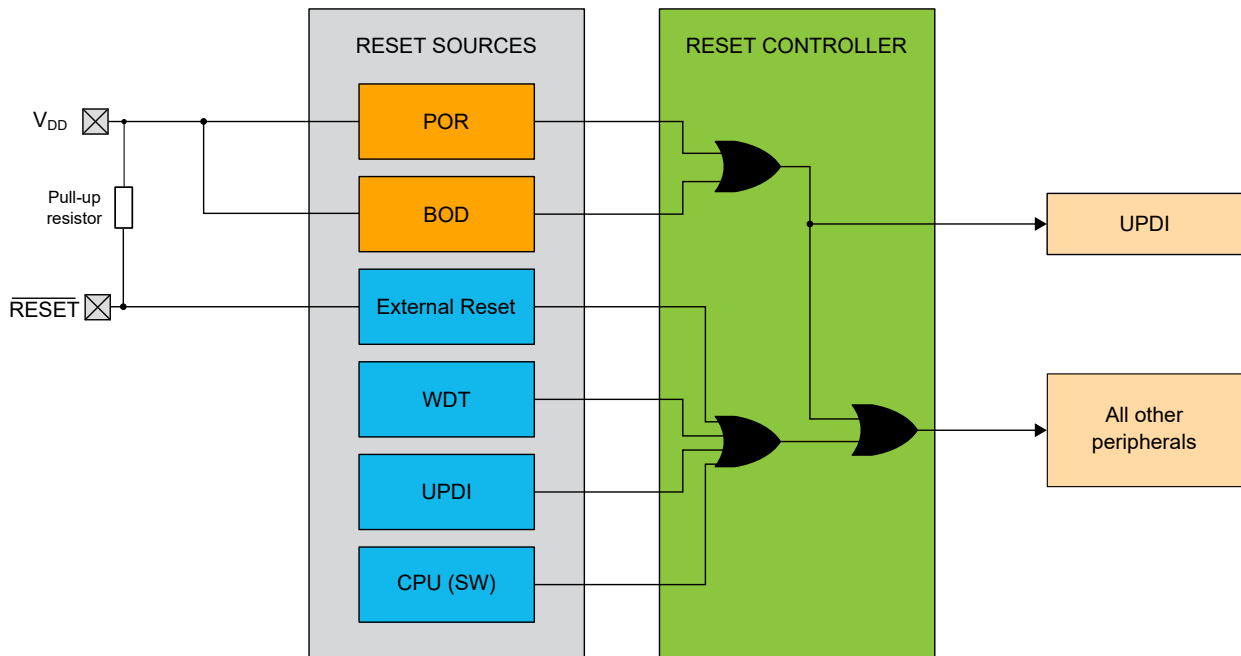 RESET SOURCES
RESET CONTROLLER
VDD
POR
Pull-up
resistor
BOD
UPDI
RESET
External Reset
WDT
All other
peripherals
UPDI
CPU (SW)